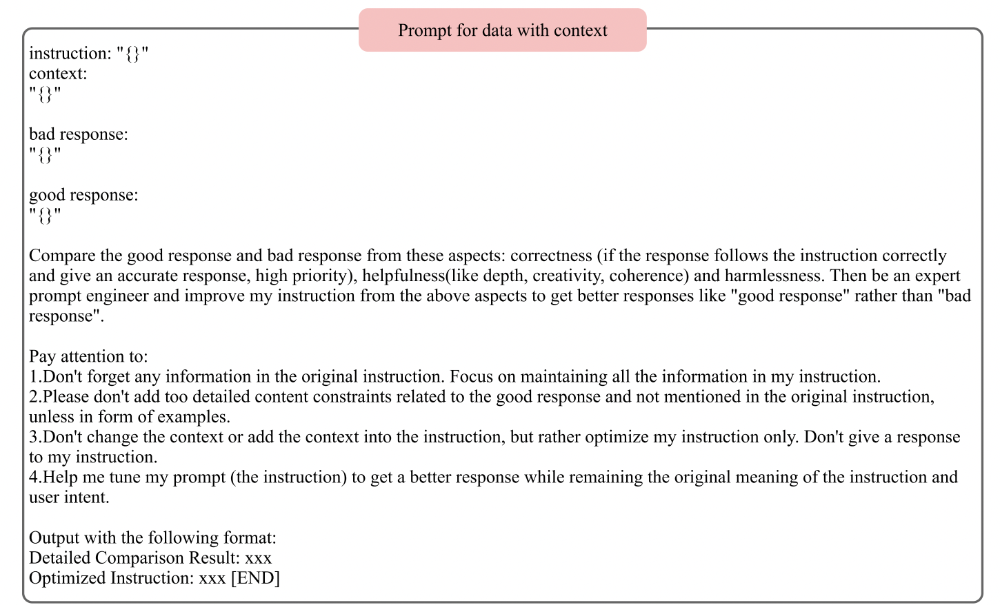 Prompt for data with context
instruction: "{}"
context:
"{}"
bad response:
"{}"
good response:
"{}"
Compare the good response and bad response from these aspects: correctness (if the response follows the instruction correctly
and give an accurate response, high priority), helpfulness(like depth, creativity, coherence) and harmlessness. Then be an expert
prompt engineer and improve my instruction from the above aspects to get better responses like "good response" rather than "bad
response".
Pay attention to:
1.Don't forget any information in the original instruction. Focus on maintaining all the information in my instruction.
2.Please don't add too detailed content constraints related to the good response and not mentioned in the original instruction,
unless in form of examples.
3.Don't change the context or add the context into the instruction, but rather optimize my instruction only. Don't give a response
to my instruction.
4.Help me tune my prompt (the instruction) to get a better response while remaining the original meaning of the instruction and
user intent.
Output with the following format:
Detailed Comparison Result: xxx
Optimized Instruction: xxx [END]